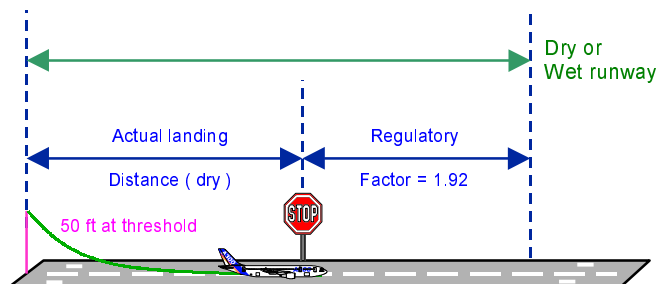 Dry or
Wet runway
Actual landing
Regulatory
Distance ( dry )
Factor = 1.92
STOP
50 ft at threshold